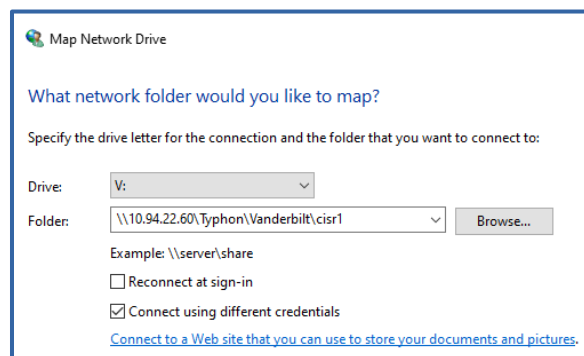 Map Network Drive
What network folder would you like to map?
Specify the drive letter for the connection and the folder that you want to connect to:
Drive: V:
Folder: \\10.94.22.60\Typhon\Vanderbilt\cisr1 Browse...
Example: \\server\share
Reconnect at sign-in
Connect using different credentials
Connect to a Web site that you can use to store your documents and pictures.